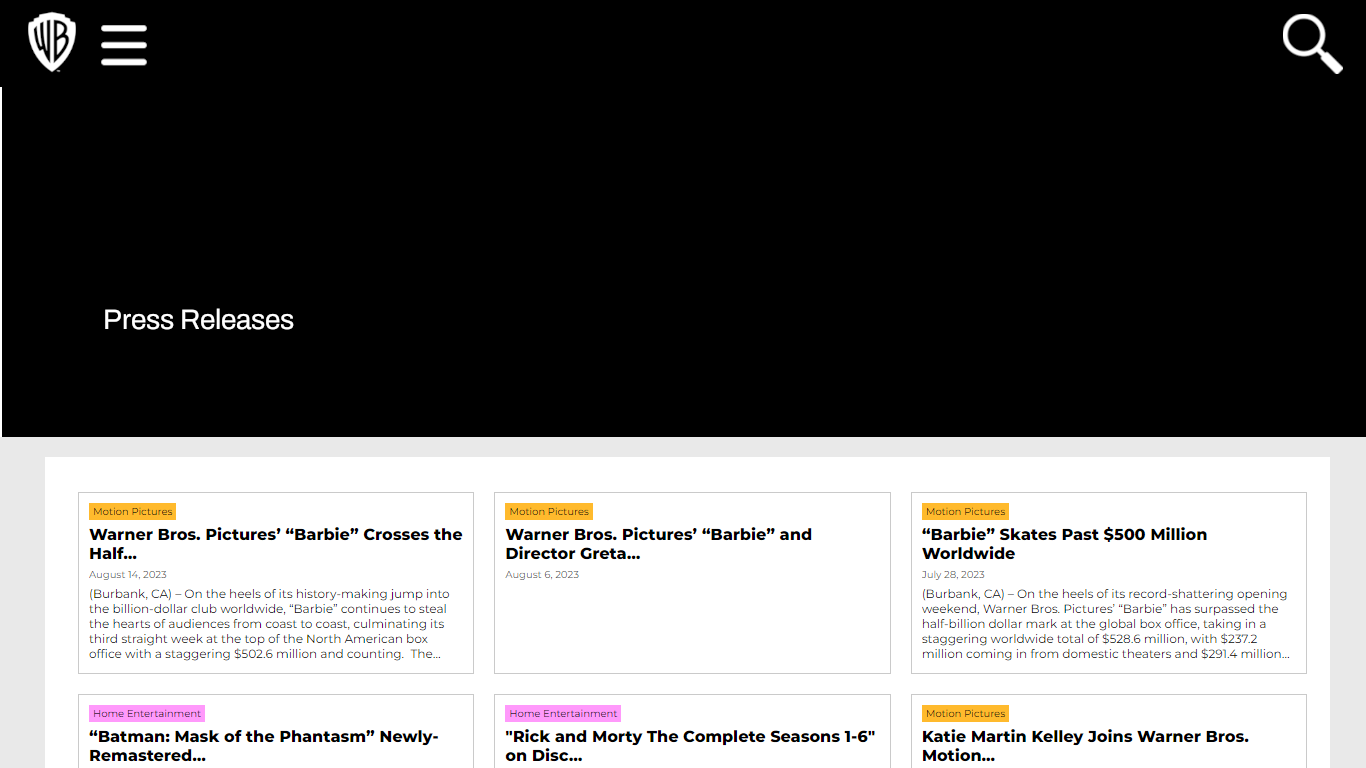 WB
Press Releases
Motion Pictures
Warner Bros. Pictures’ “Barbie” Crosses the
Half...
August 14, 2023
(Burbank, CA) – On the heels of its history-making jump into
the billion-dollar club worldwide, “Barbie” continues to steal
the hearts of audiences from coast to coast, culminating its
third straight week at the top of the North American box
office with a staggering $502.6 million and counting.  The...
Motion Pictures
Warner Bros. Pictures’ “Barbie” and
Director Greta...
August 6, 2023
Motion Pictures
“Barbie” Skates Past $500 Million
Worldwide
July 28, 2023
(Burbank, CA) – On the heels of its record-shattering opening
weekend, Warner Bros. Pictures’ “Barbie” has surpassed the
half-billion dollar mark at the global box office, taking in a
staggering worldwide total of $528.6 million, with $237.2
million coming in from domestic theaters and $291.4 million...
Home Entertainment
“Batman: Mask of the Phantasm” Newly-
Remastered...
Home Entertainment
"Rick and Morty The Complete Seasons 1-6"
on Disc...
Motion Pictures
Katie Martin Kelley Joins Warner Bros.
Motion...